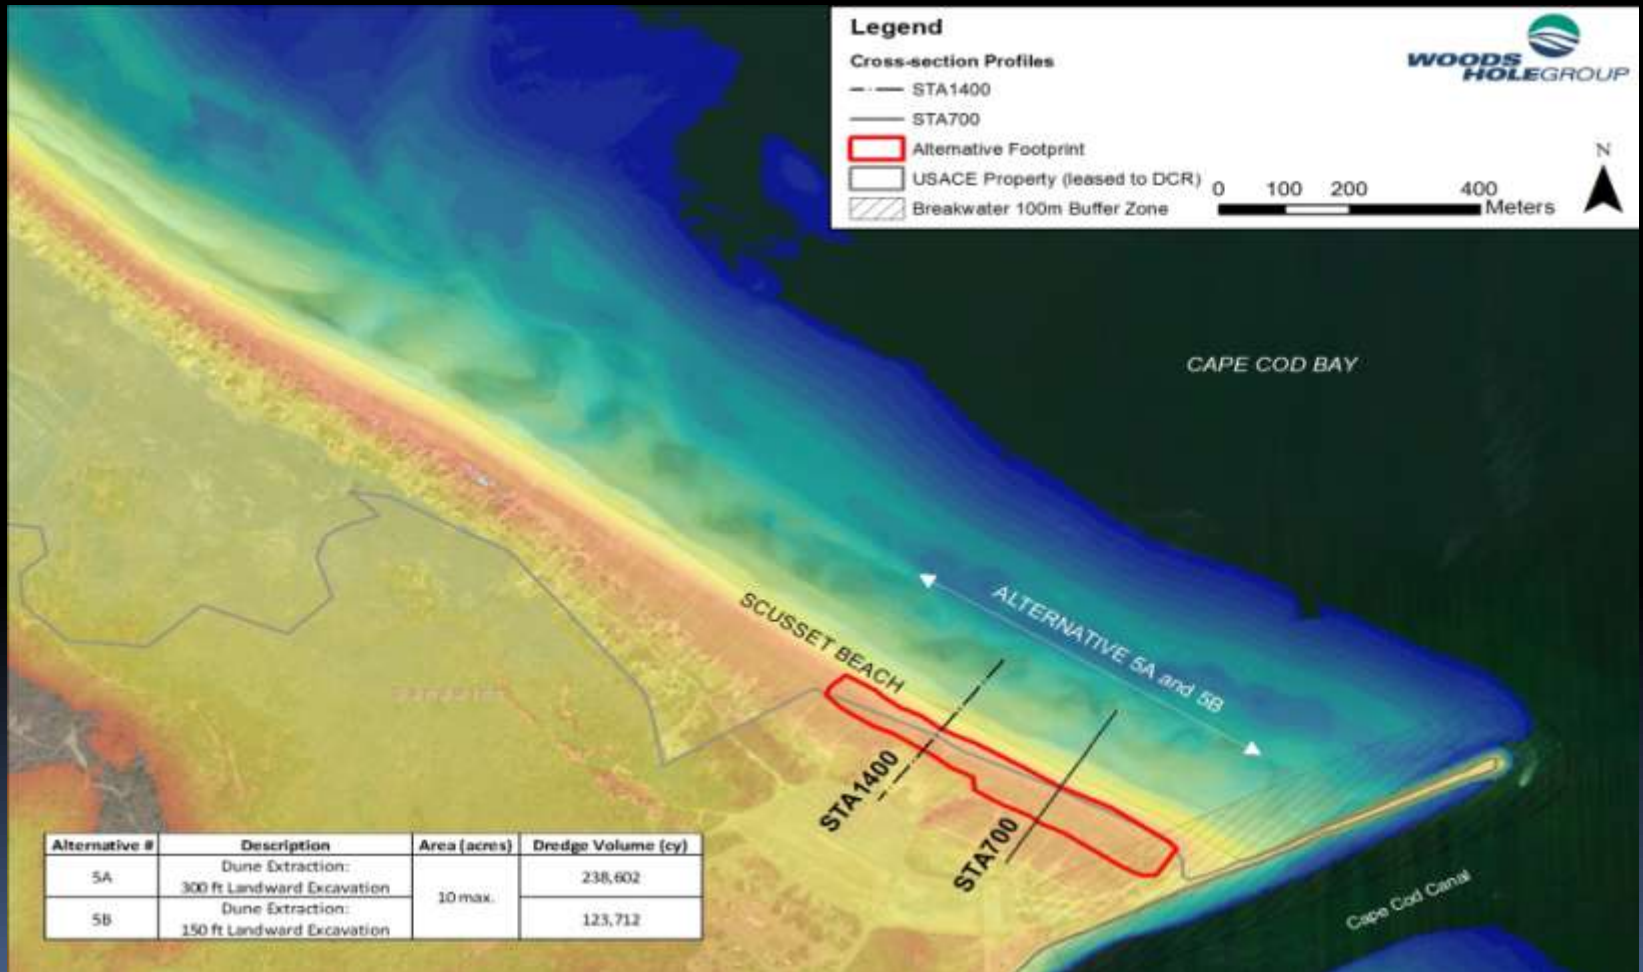 Legend
Cross-section Profiles
STA1400
STA700
Alternative Footprint
USACE Property (leased to DCR)
Breakwater 100m Buffer Zone
WOODS
HOLEGROUP
N
0 100 200 400
Meters
CAPE COD BAY
ALTERNATIVE 5A and 5B
SCUSSET BEACH
STA1400
STA700
Cape Cod Canal
Alternative # Description Area (acres) Dredge Volume (cy)
5A Dune Extraction:
300 ft Landward Excavation
10 max.
238,602
5B Dune Extraction:
150 ft Landward Excavation
123,712